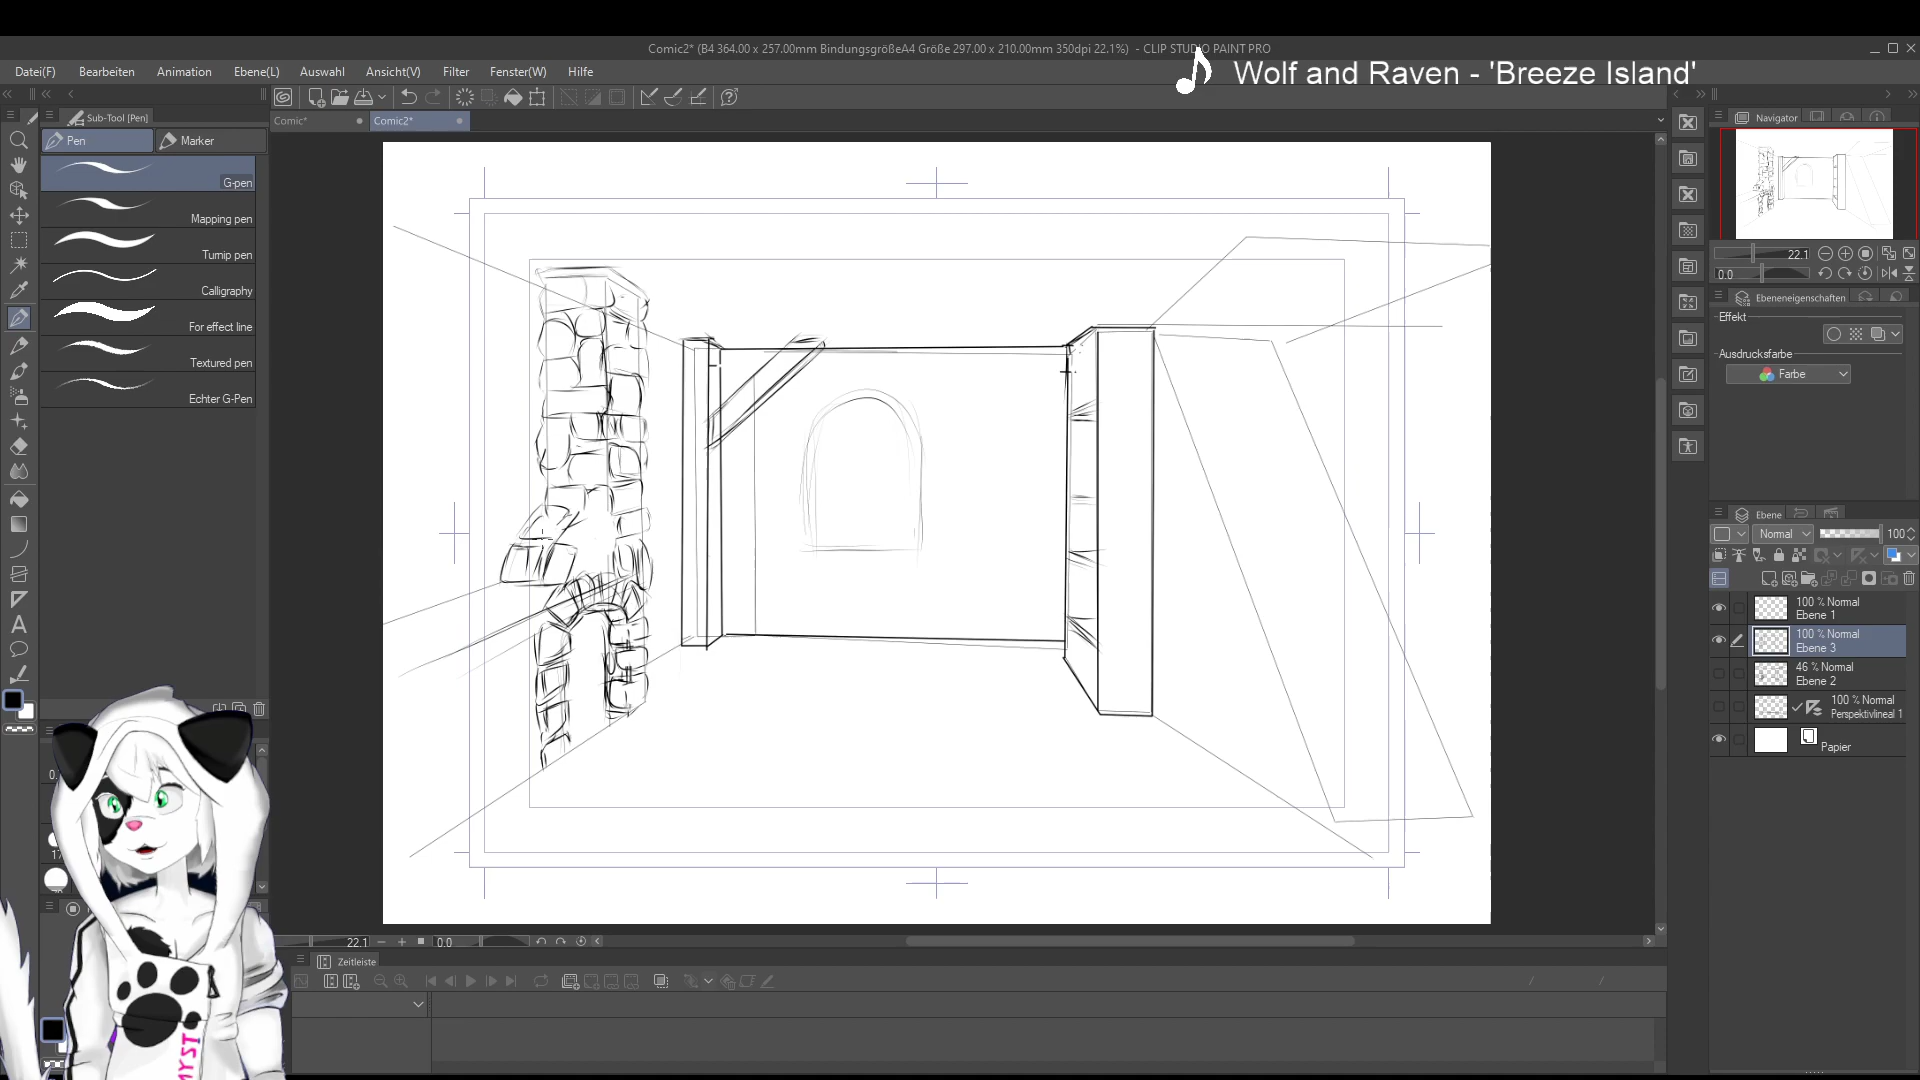 Comic2* (B4 364.00 x 257.00mm BindungsgrößeA4 Größe 297.00 x 210.00mm 350dpi 22.1%) - CLIP STUDIO PAINT PRO
Datei(F) Bearbeiten Animation Ebene(L) Auswahl Ansicht(V) Filter Fenster(W) Hilfe
Wolf and Raven - 'Breeze Island'
Sub-Tool [Pen]
Comic*
Comic2*
Navigator
Pen
Marker
G-pen
Mapping pen
Turnip pen
Calligraphy
For effect line
Textured pen
Echter G-Pen
22.1
0.0
Ebeneneigenschaften
Effekt
Ausdrucksfarbe
Farbe
Ebene
Normal
100
100 % Normal
Ebene 1
100 % Normal
Ebene 3
46 % Normal
Ebene 2
100 % Normal
Perspektivlineal 1
Papier
0.
17
22.1
0.0
Zeitleiste
MYST